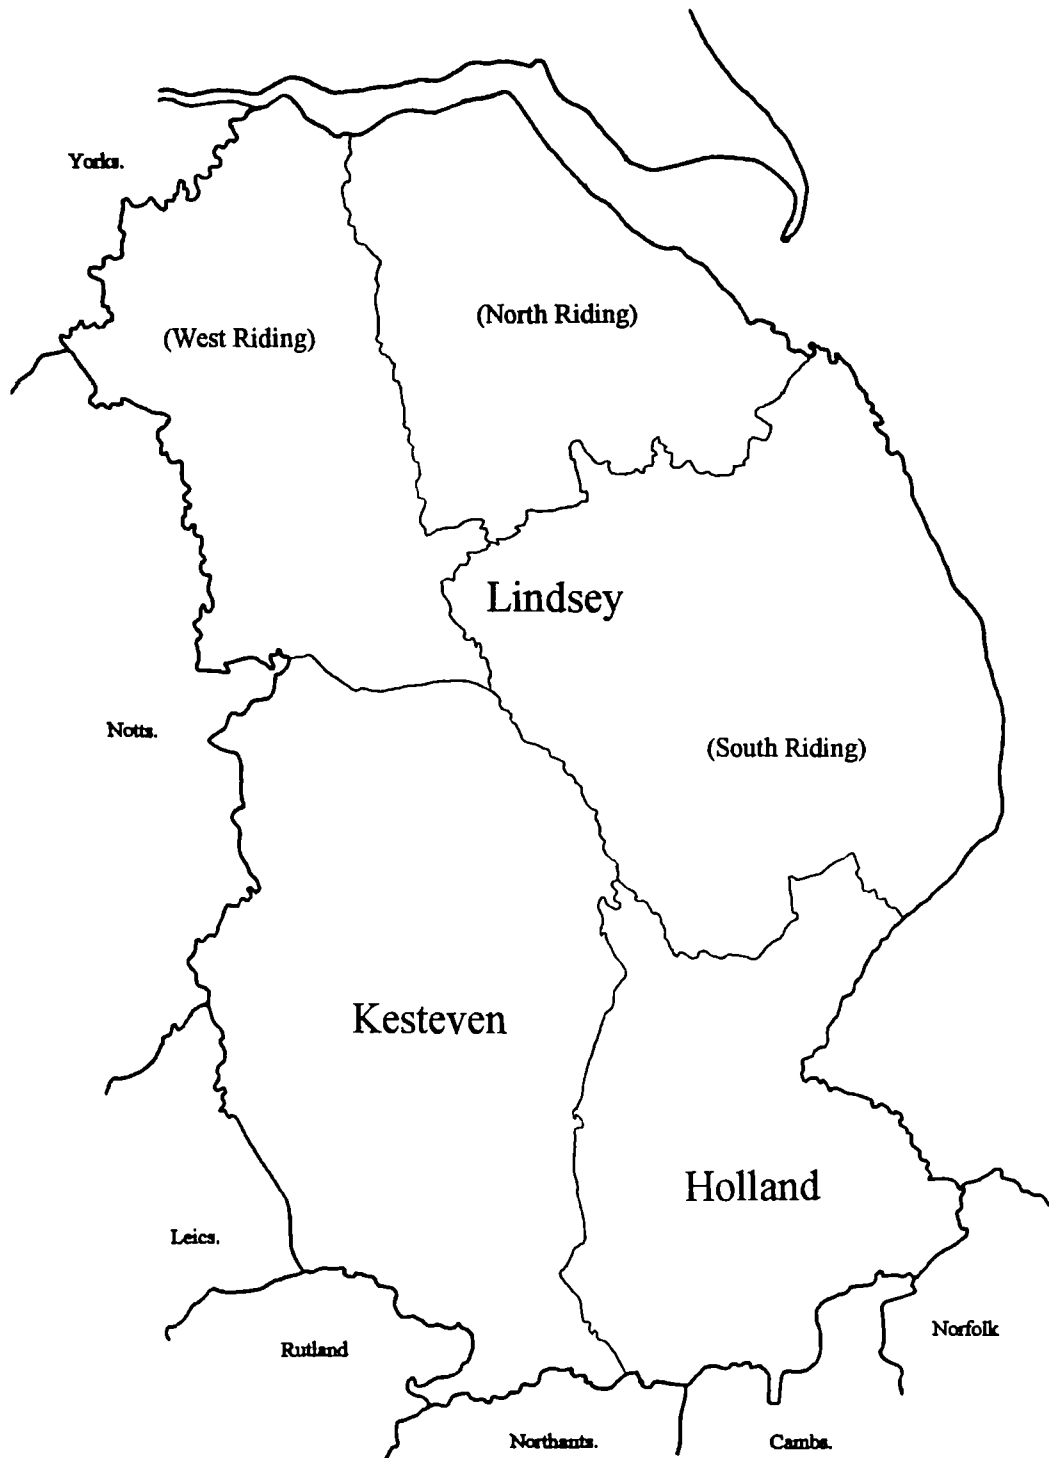 Yorks.
(North Riding)
(West Riding)
Lindsey
Notts.
(South Riding)
Kesteven
Holland
Leics.
Norfolk
Rutland
Northants.
Cambs.